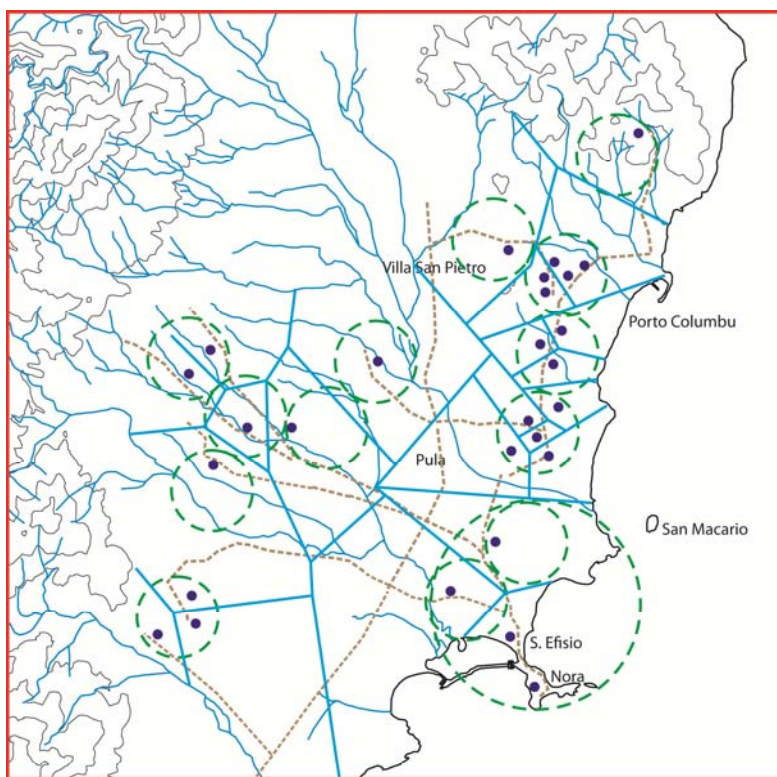 Villa San Pietro
Porto Columbu
Pula
San Macario
S. Efisio
Nora